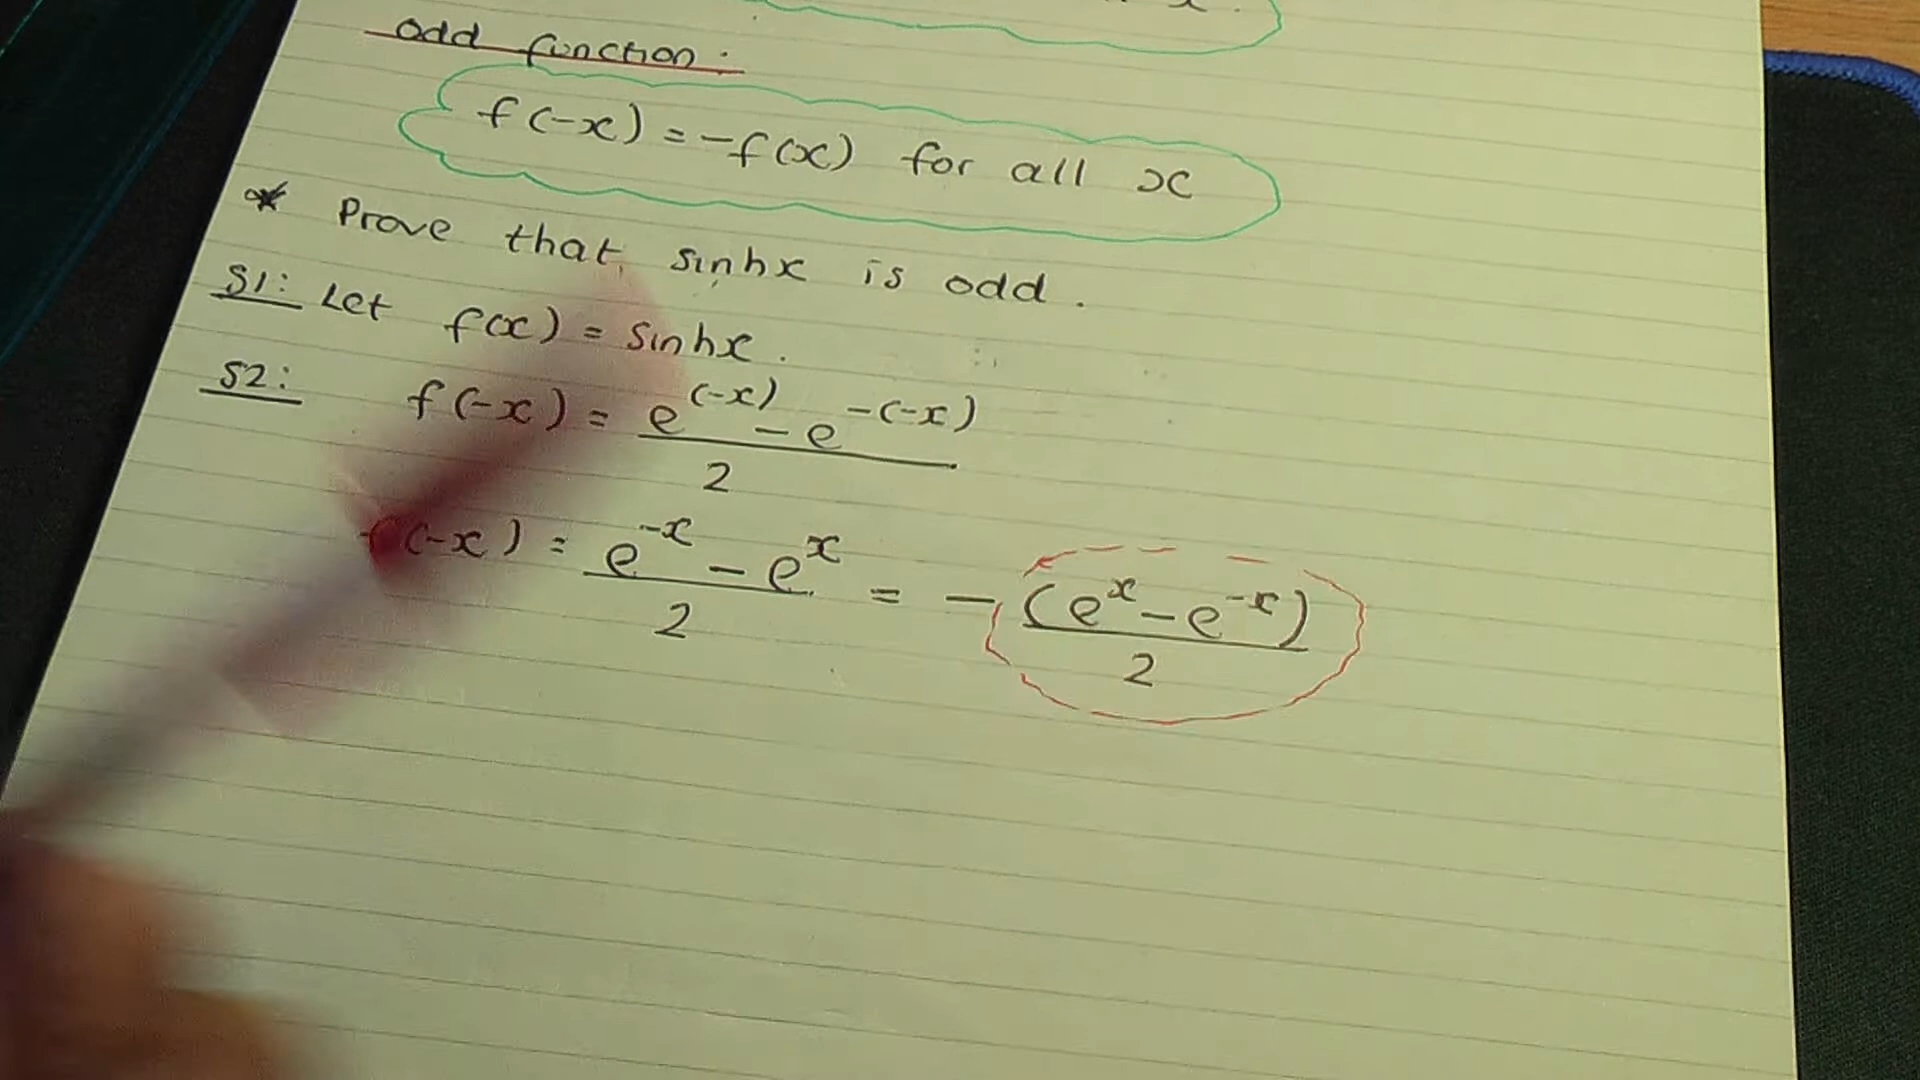 x.
odd function:
f(-x) = -f(x) for all x
* Prove that sinhx is odd.
S1: Let f(x) = sinhx.
S2: f(-x) = (e^(-x) - e^-(-x)) / 2
f(-x) = (e^-x - e^x) / 2 = - (e^x - e^-x) / 2